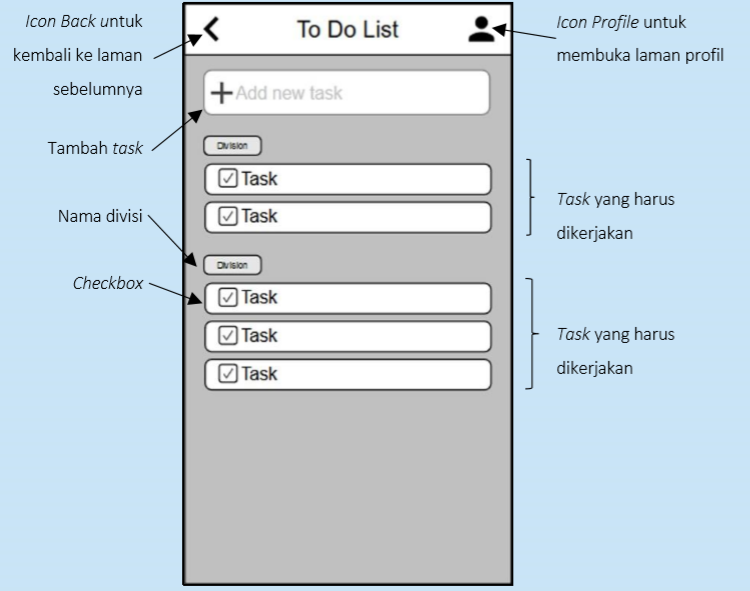 Icon Back untuk
kembali ke laman
sebelumnya
To Do List
Icon Profile untuk
membuka laman profil
Add new task
Tambah task
Division
Task
Task
Task yang harus
dikerjakan
Nama divisi
Division
Checkbox
Task
Task
Task
Task yang harus
dikerjakan